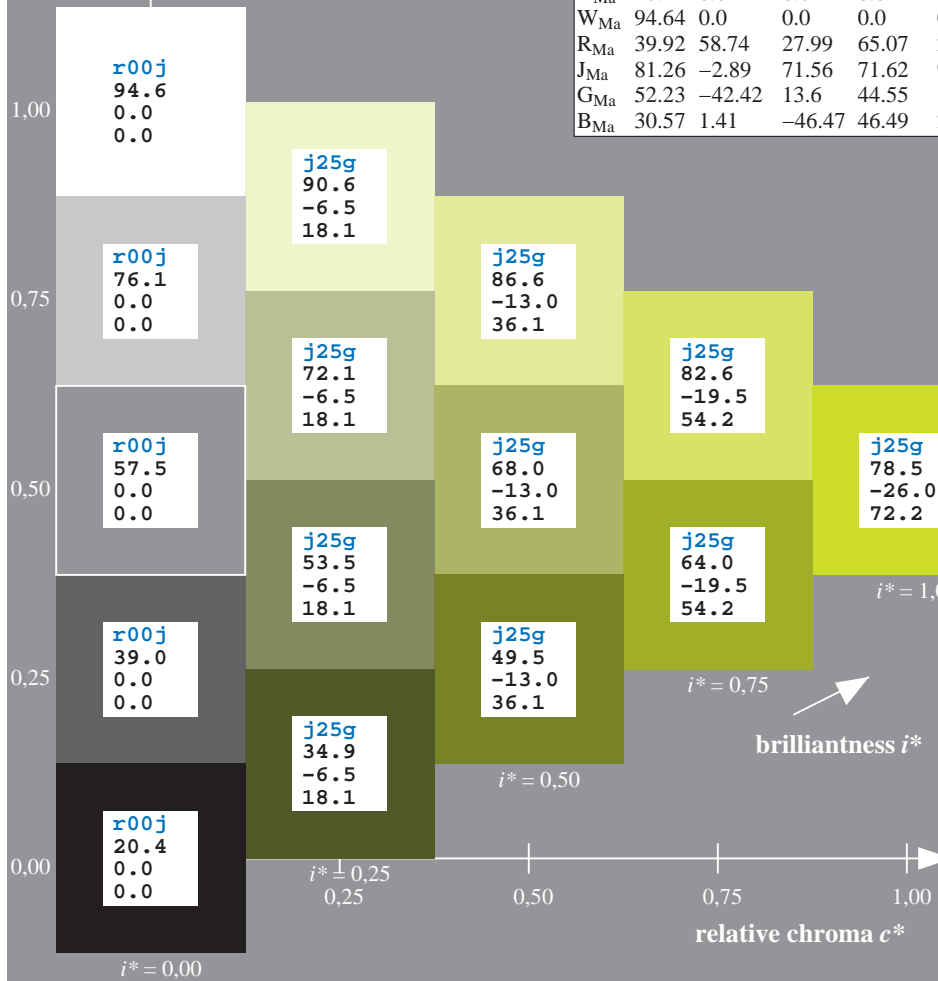 W_Ma 94.64 0.0 0.0 0.0
R_Ma 39.92 58.74 27.99 65.07
J_Ma 81.26 −2.89 71.56 71.62
G_Ma 52.23 −42.42 13.6 44.55
B_Ma 30.57 1.41 −46.47 46.49
r00j
94.6
0.0
0.0
1,00
j25g
90.6
−6.5
18.1
r00j
76.1
0.0
0.0
j25g
86.6
−13.0
36.1
0,75
j25g
72.1
−6.5
18.1
j25g
82.6
−19.5
54.2
r00j
57.5
0.0
0.0
j25g
68.0
−13.0
36.1
j25g
78.5
−26.0
72.2
0,50
j25g
53.5
−6.5
18.1
j25g
64.0
−19.5
54.2
i* = 1,0
r00j
39.0
0.0
0.0
j25g
49.5
−13.0
36.1
0,25
i* = 0,75
j25g
34.9
−6.5
18.1
brilliantness i*
i* = 0,50
r00j
20.4
0.0
0.0
0,00
i* = 0,25
0,25
0,50
0,75
1,00
relative chroma c*
i* = 0,00